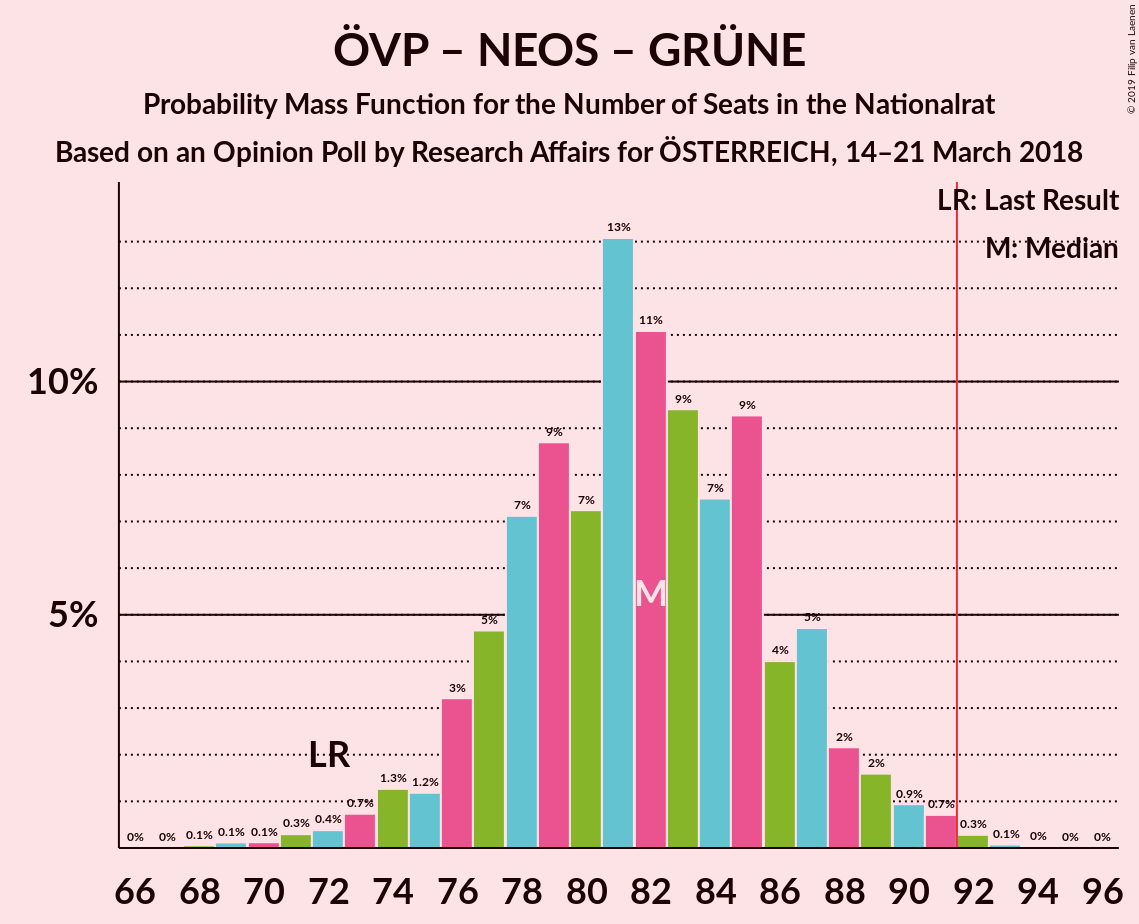 ÖVP – NEOS – GRÜNE
Probability Mass Function for the Number of Seats in the Nationalrat
Based on an Opinion Poll by Research Affairs for ÖSTERREICH, 14–21 March 2018
© 2019 Filip van Laenen
LR: Last Result
M: Median
13%
11%
10%
9%
9%
9%
7%
7%
7%
M
5%
5%
5%
4%
3%
LR
2%
2%
1.3%
1.2%
0.9%
0.7%
0.7%
0.4%
0.3%
0.3%
0% 0% 0.1% 0.1% 0.1% 0.1% 0% 0% 0%
66 68 70 72 74 76 78 80 82 84 86 88 90 92 94 96